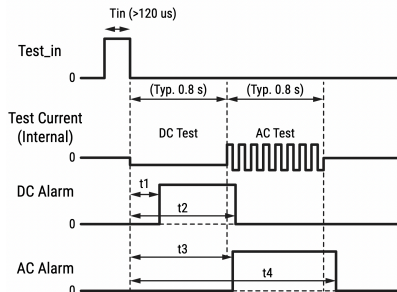 Tin (>120 us)
Test_in
0
(Typ. 0.8 s) (Typ. 0.8 s)
Test Current
(Internal)
DC Test AC Test
0
t1
DC Alarm
t2
0
t3
AC Alarm
t4
0